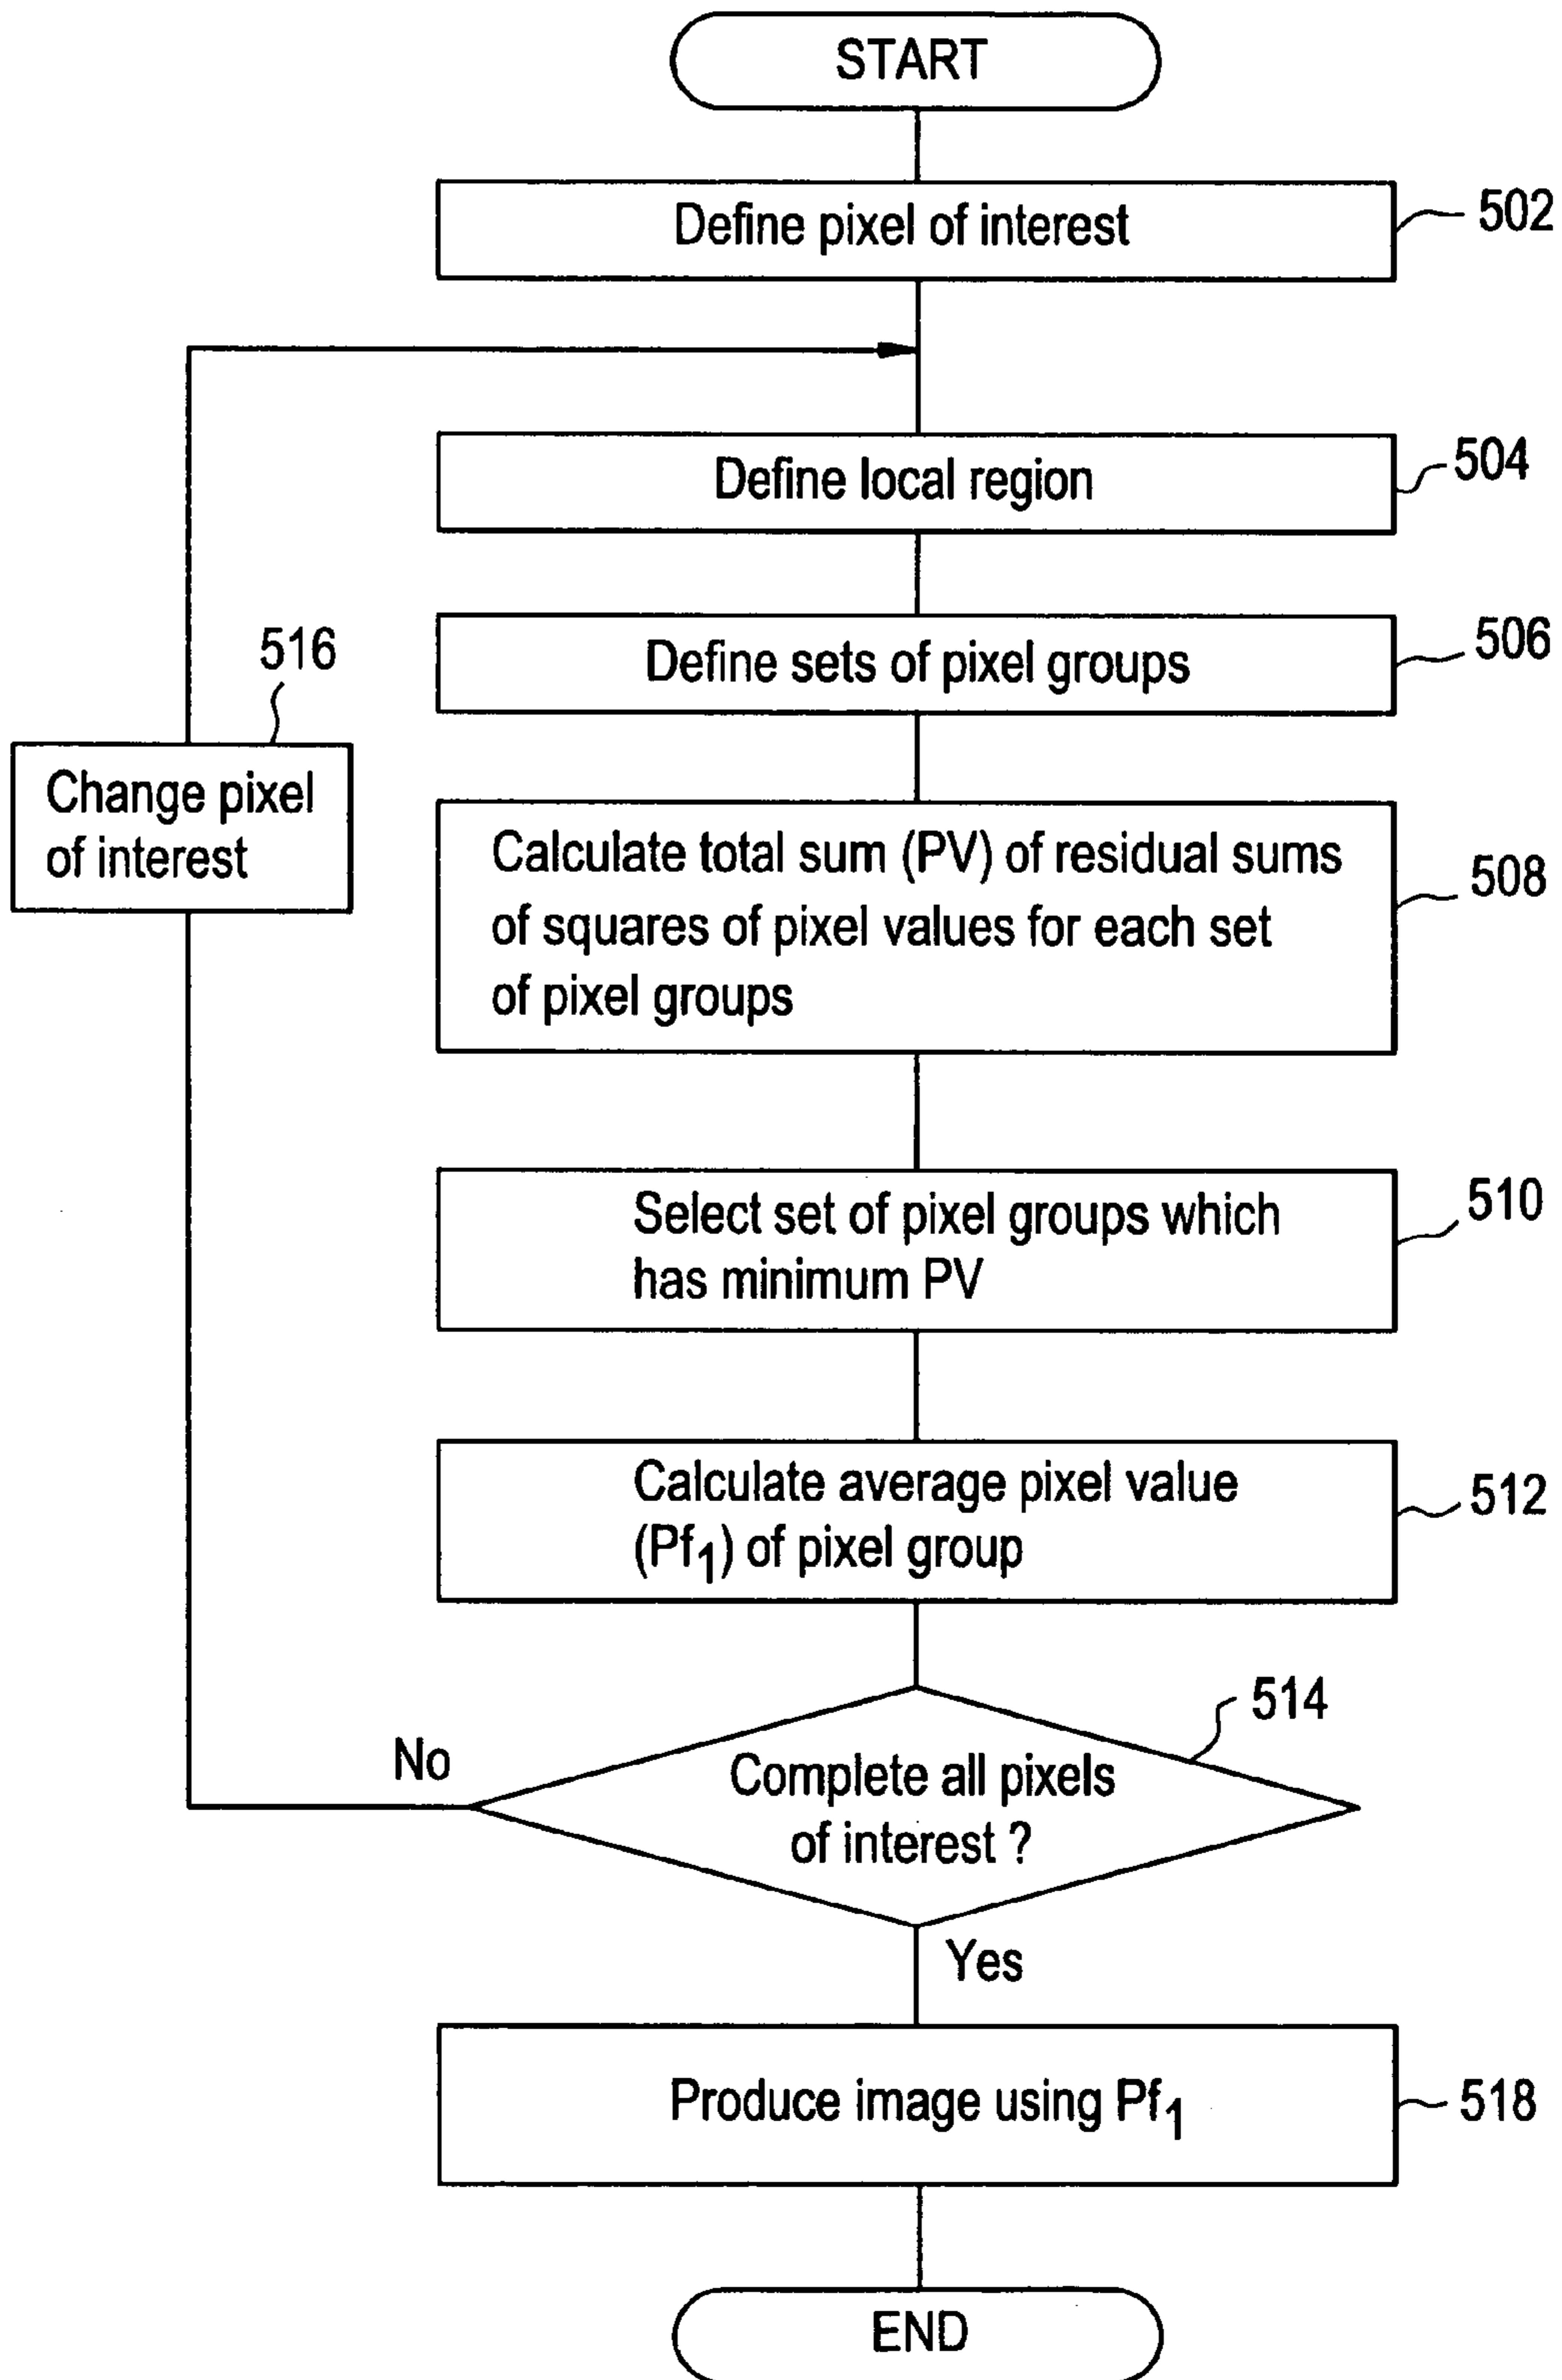 START
Define pixel of interest
502
Define local region
504
Define sets of pixel groups
506
516
Change pixel
of interest
Calculate total sum (PV) of residual sums
of squares of pixel values for each set
of pixel groups
508
Select set of pixel groups which
has minimum PV
510
Calculate average pixel value
(Pf1) of pixel group
512
514
No
Complete all pixels
of interest ?
Yes
Produce image using Pf1
518
END